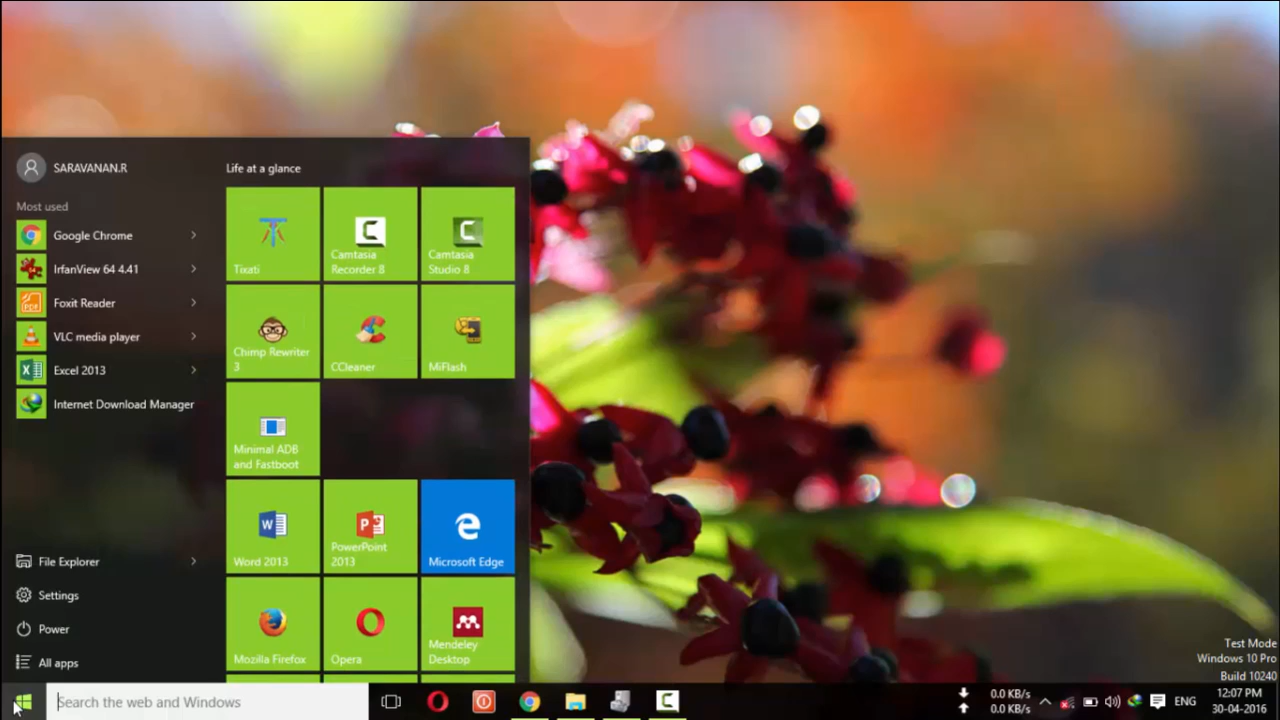 SARAVANAN.R
Most used
Google Chrome
IrfanView 64 4.41
Foxit Reader
VLC media player
Excel 2013
Internet Download Manager
File Explorer
Settings
Power
All apps
Life at a glance
Tixati
Camtasia
Recorder 8
Camtasia
Studio 8
Chimp Rewriter
3
CCleaner
MiFlash
Minimal ADB
and Fastboot
Word 2013
PowerPoint
2013
Microsoft Edge
Mozilla Firefox
Opera
Mendeley
Desktop
Test Mode
Windows 10 Pro
Build 10240
Search the web and Windows
0.0 KB/s
0.0 KB/s
ENG
12:07 PM
30-04-2016